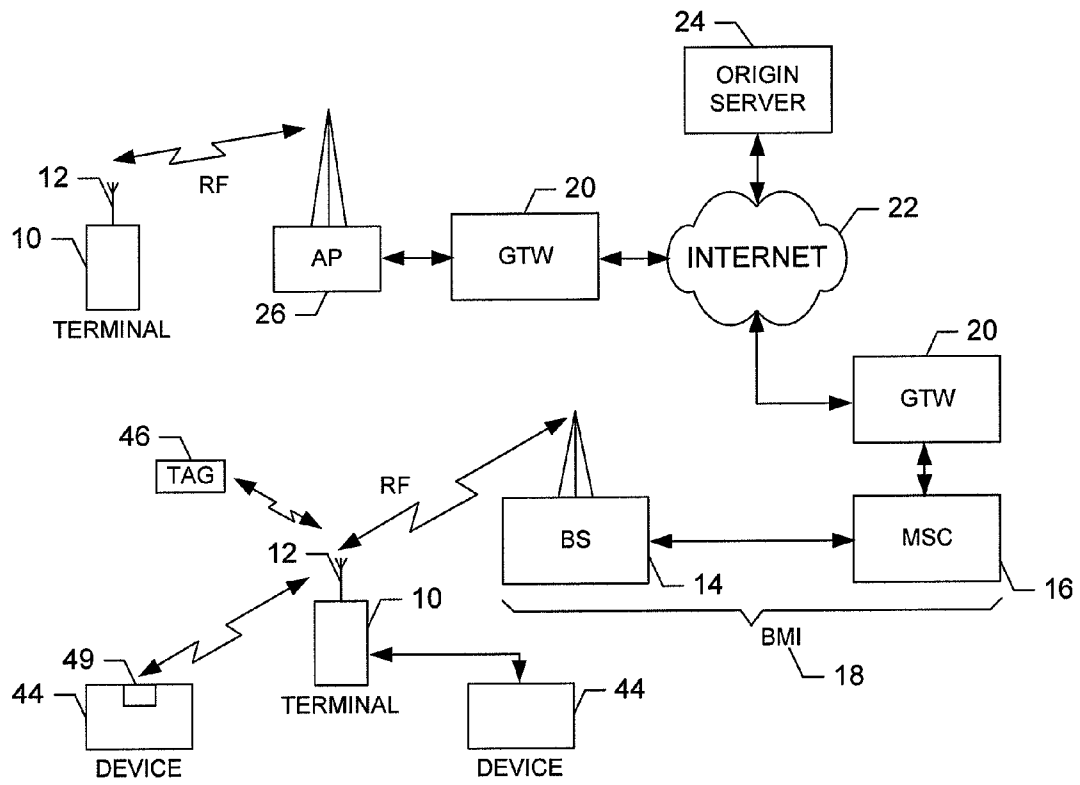 24
ORIGIN
SERVER
12
RF
20
22
10
AP
GTW
INTERNET
26
TERMINAL
20
GTW
46
TAG
RF
12
BS
MSC
10
14
16
BMI
18
49
44
TERMINAL
44
DEVICE
DEVICE